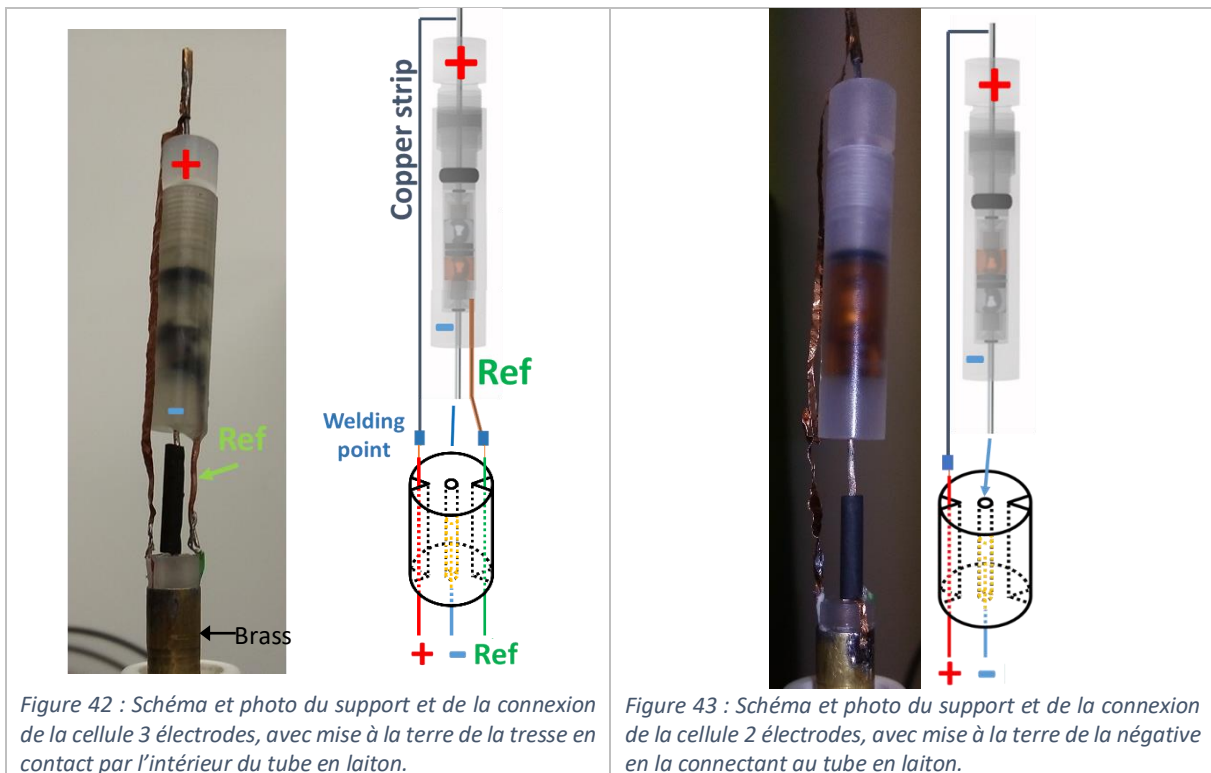 +
Copper strip
+
-
Ref
Welding
point
-
Ref
Brass
+ - Ref
Figure 42 : Schéma et photo du support et de la connexion
de la cellule 3 électrodes, avec mise à la terre de la tresse en
contact par l’intérieur du tube en laiton.
+
-
+ -
Figure 43 : Schéma et photo du support et de la connexion
de la cellule 2 électrodes, avec mise à la terre de la négative
en la connectant au tube en laiton.